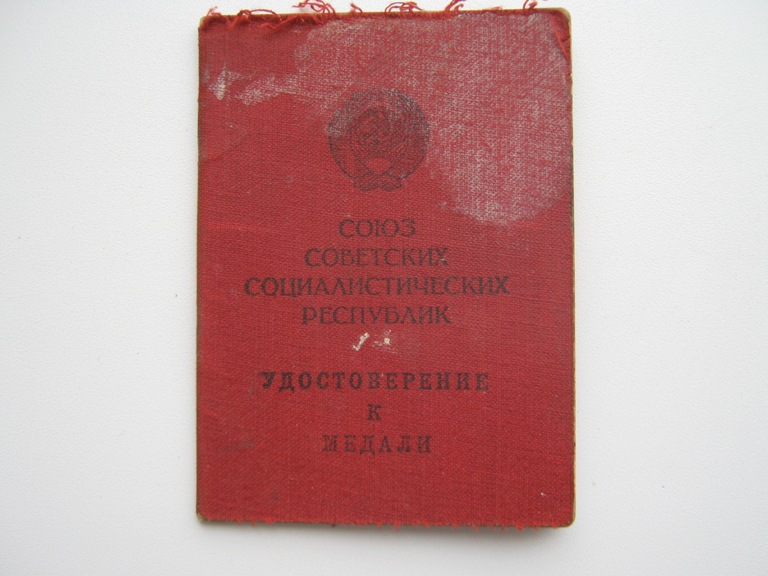 СОЮЗ
СОВЕТСКИХ
СОЦИАЛИСТИЧЕСКИХ
РЕСПУБЛИК
УДОСТОВЕРЕНИЕ
К
МЕДАЛИ